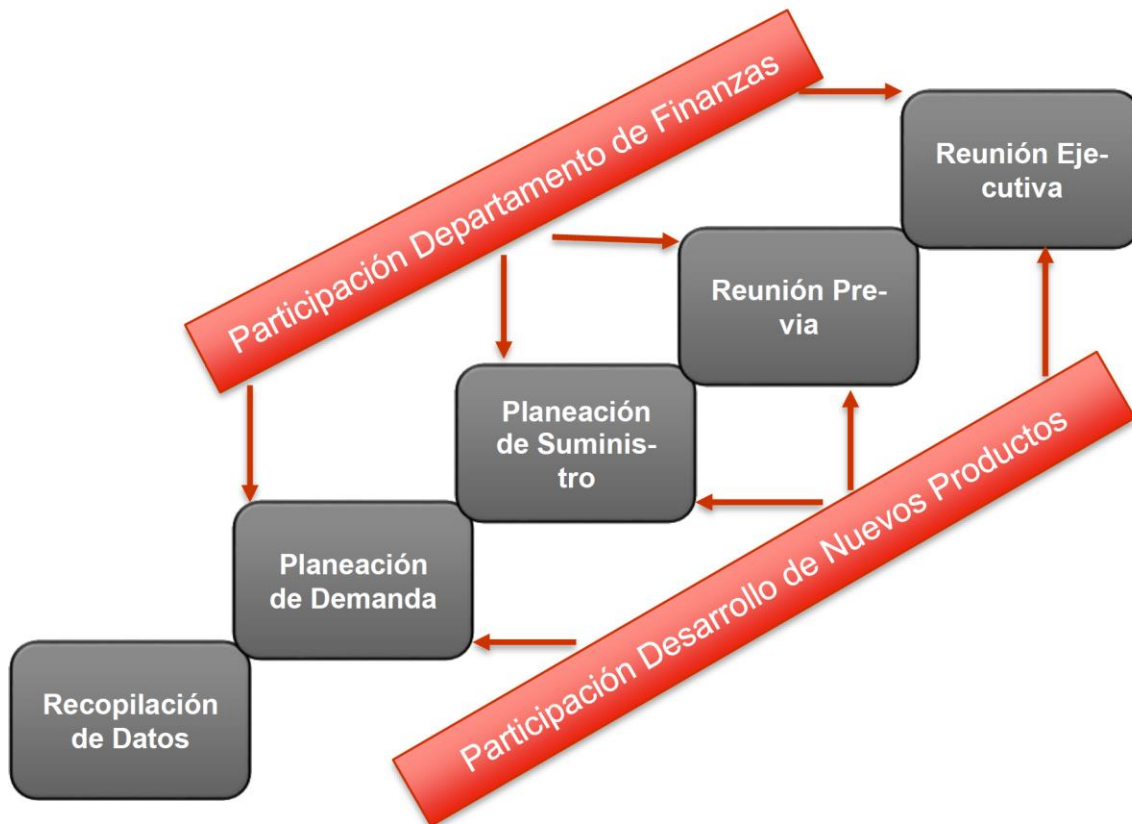 Participación Departamento de Finanzas
Reunión Eje-
cutiva
Reunión Pre-
via
Planeación
de Suminis-
tro
Planeación
de Demanda
Recopilación
de Datos
Participación Desarrollo de Nuevos Productos